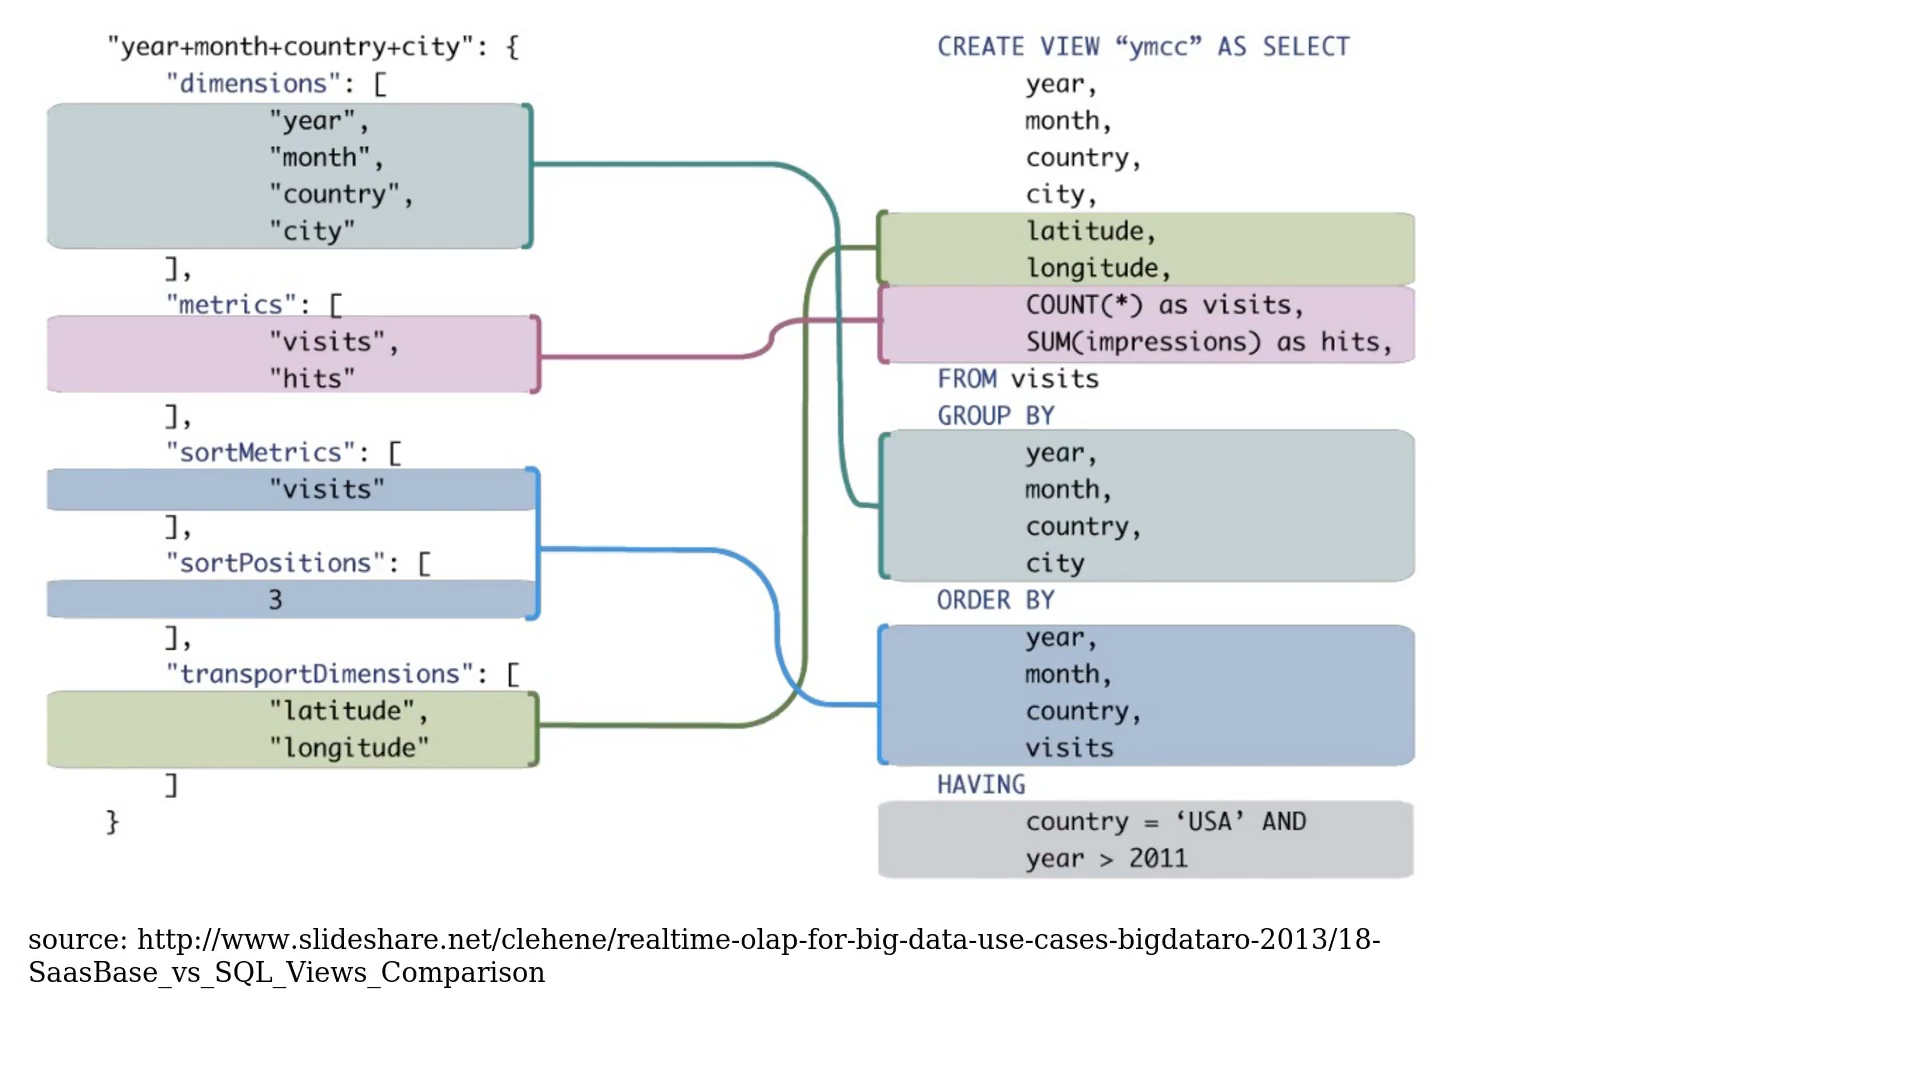 "year+month+country+city": {
"dimensions": [
"year",
"month",
"country",
"city"
],
"metrics": [
"visits",
"hits"
],
"sortMetrics": [
"visits"
],
"sortPositions": [
3
],
"transportDimensions": [
"latitude",
"longitude"
]
}
CREATE VIEW “ymcc” AS SELECT
year,
month,
country,
city,
latitude,
longitude,
COUNT(*) as visits,
SUM(impressions) as hits,
FROM visits
GROUP BY
year,
month,
country,
city
ORDER BY
year,
month,
country,
visits
HAVING
country = ‘USA’ AND
year > 2011
source: http://www.slideshare.net/clehene/realtime-olap-for-big-data-use-cases-bigdataro-2013/18-
SaasBase_vs_SQL_Views_Comparison